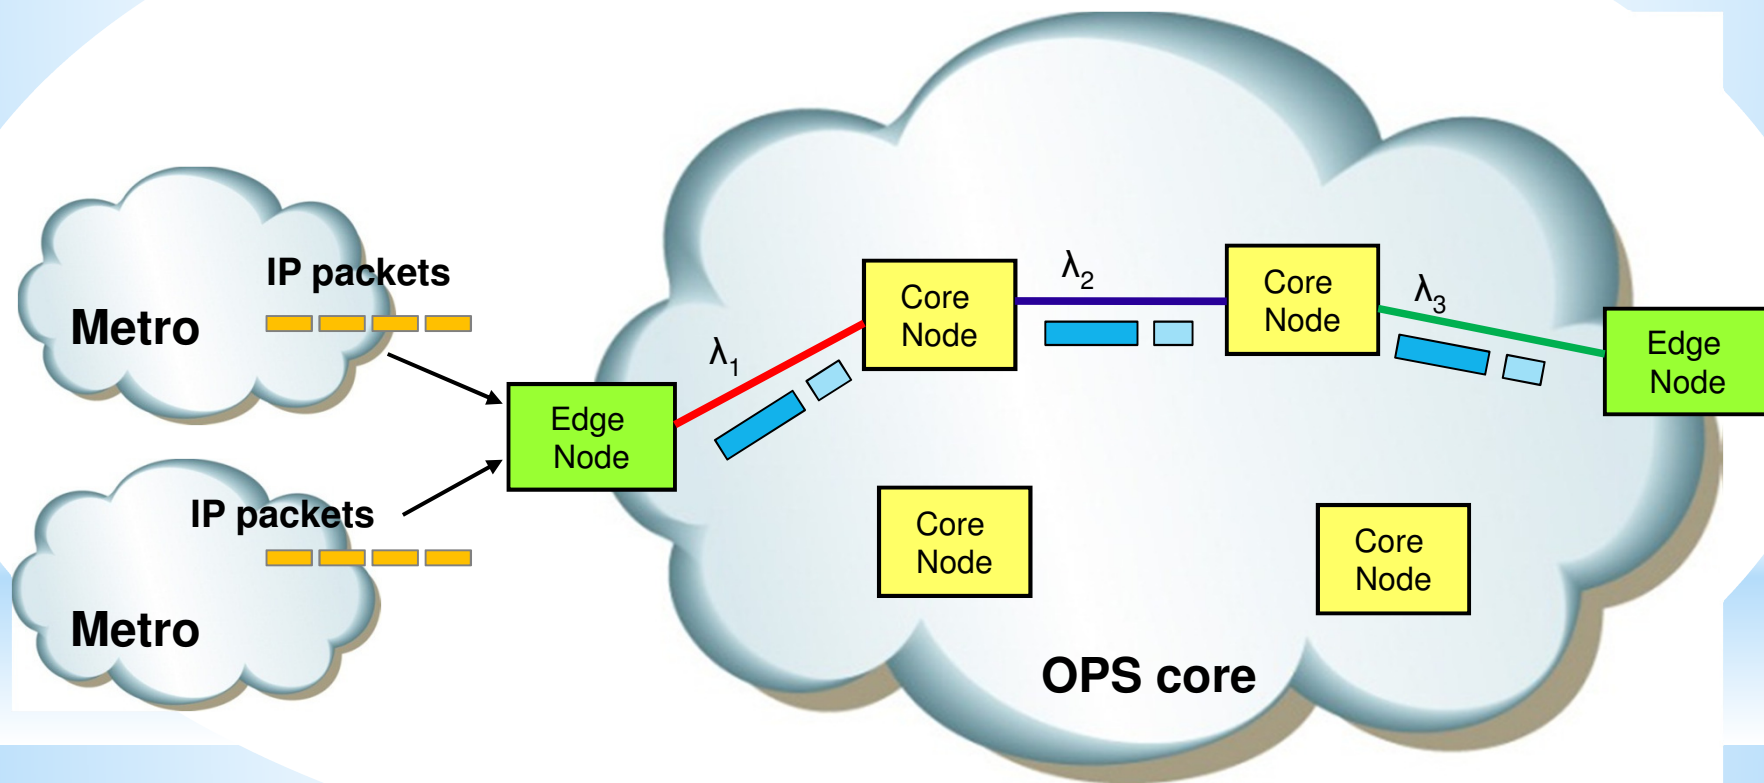 IP packets
Metro
IP packets
Metro
Edge
Node
λ1
Core
Node
λ2
Core
Node
λ3
Edge
Node
Core
Node
Core
Node
OPS core